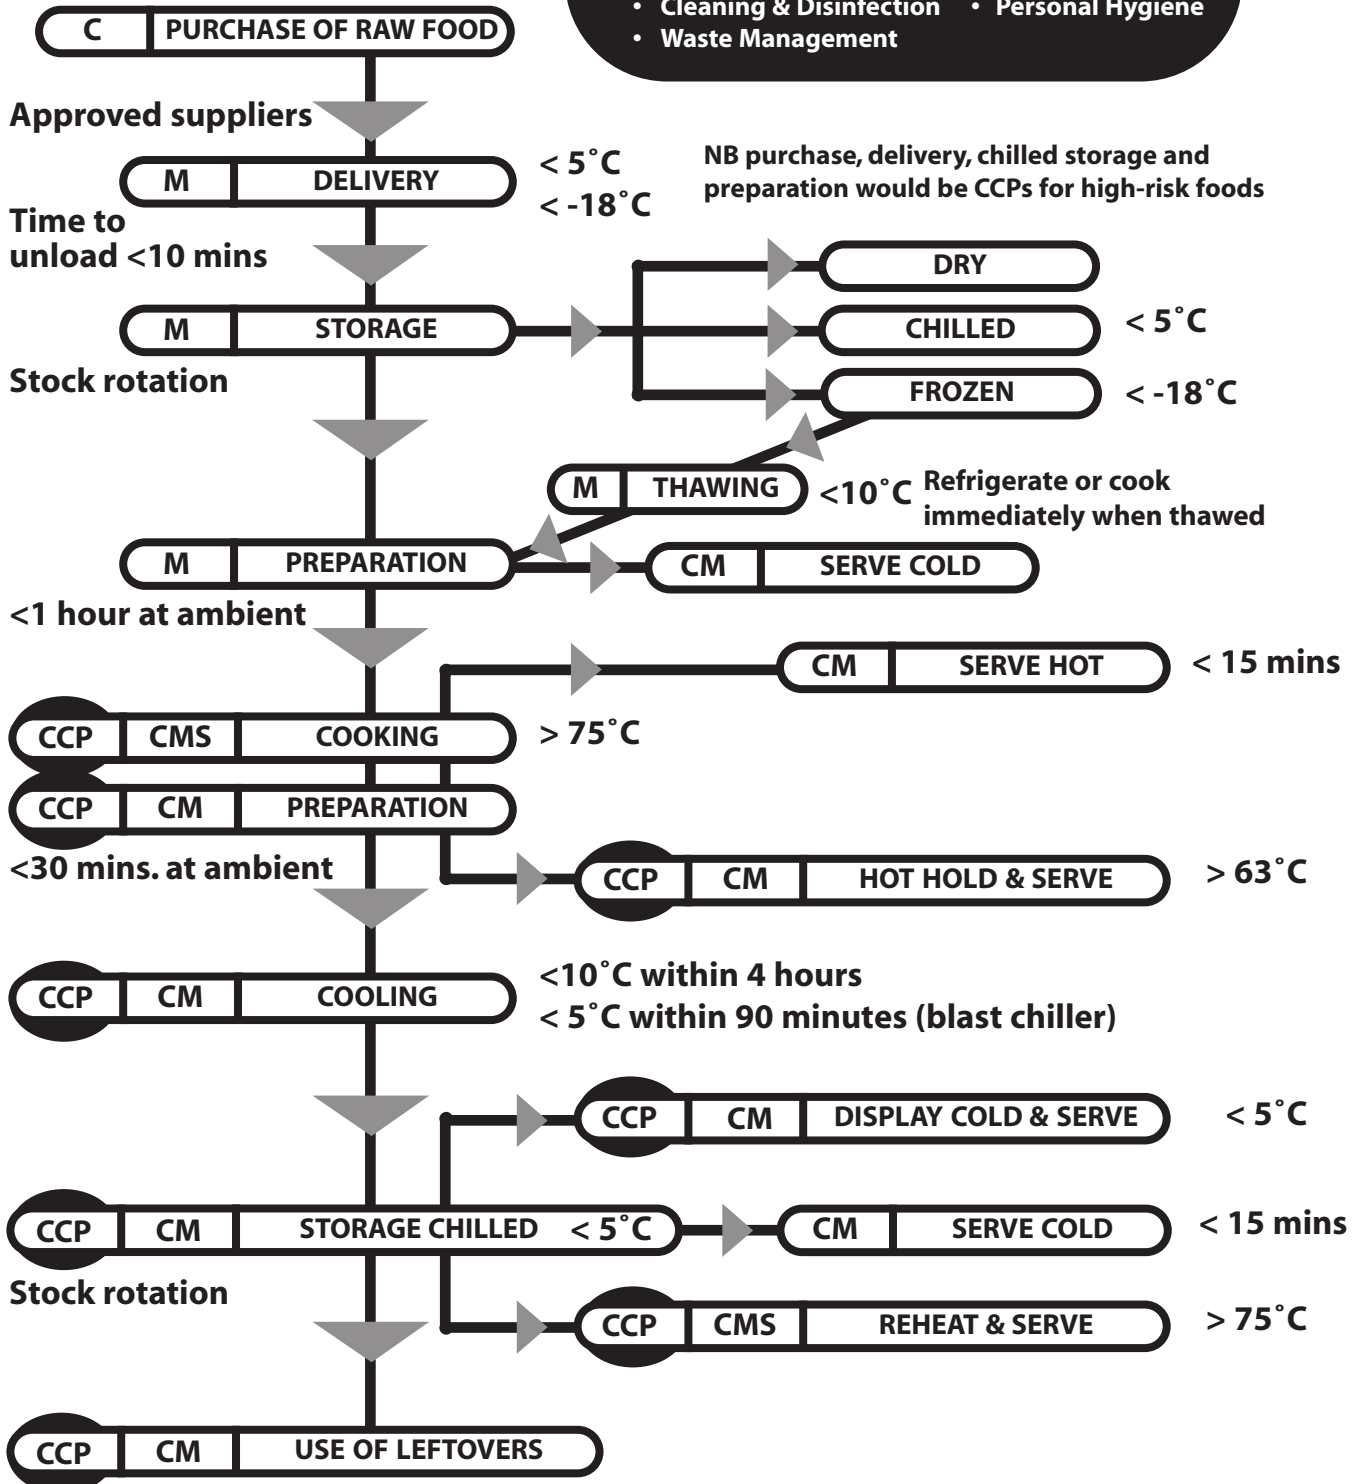 • Cleaning & Disinfection • Personal Hygiene
• Waste Management
C PURCHASE OF RAW FOOD
Approved suppliers
M DELIVERY
< 5˚C
< -18˚C
NB purchase, delivery, chilled storage and
preparation would be CCPs for high-risk foods
Time to
unload <10 mins
DRY
M STORAGE
CHILLED < 5˚C
Stock rotation
FROZEN < -18˚C
M THAWING <10˚C
Refrigerate or cook
immediately when thawed
M PREPARATION
CM SERVE COLD
<1 hour at ambient
CM SERVE HOT < 15 mins
CCP CMS COOKING > 75˚C
CCP CM PREPARATION
<30 mins. at ambient
CCP CM HOT HOLD & SERVE > 63˚C
CCP CM COOLING
<10˚C within 4 hours
< 5˚C within 90 minutes (blast chiller)
CCP CM DISPLAY COLD & SERVE < 5˚C
CCP CM STORAGE CHILLED < 5˚C
CM SERVE COLD < 15 mins
Stock rotation
CCP CMS REHEAT & SERVE > 75˚C
CCP CM USE OF LEFTOVERS